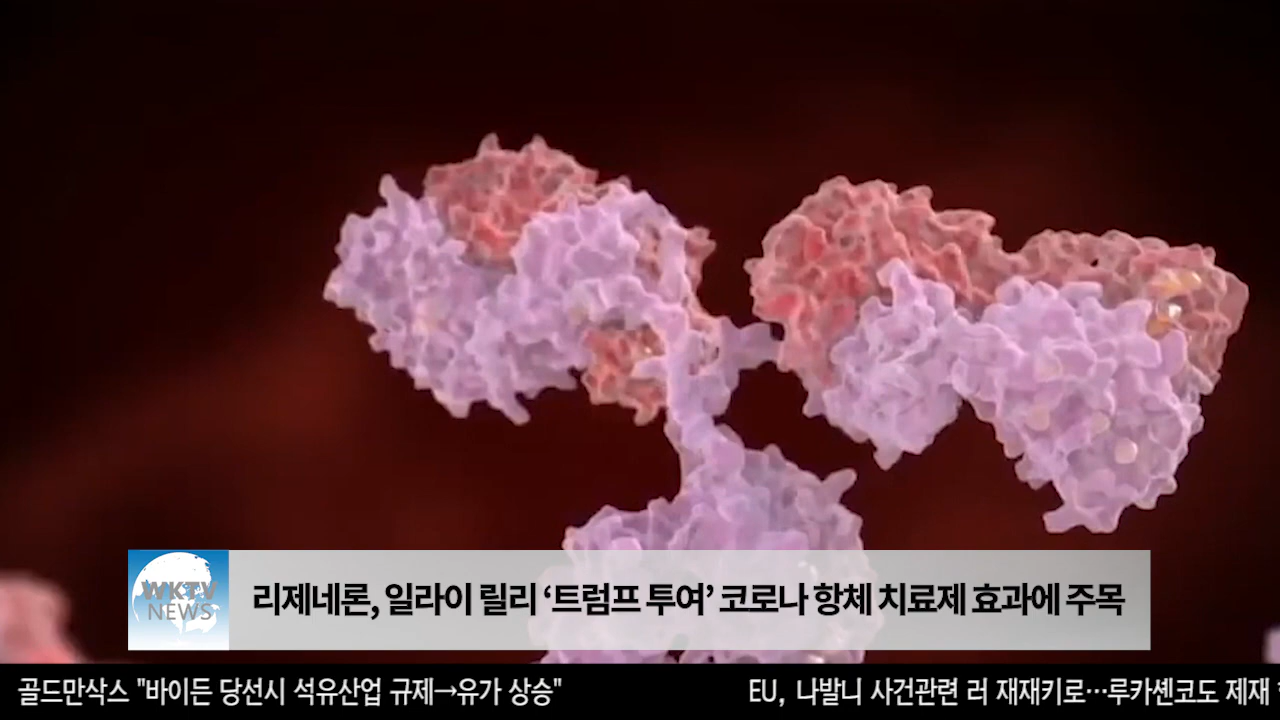 WKTV
NEWS
리제네론, 일라이 릴리 ‘트럼프 투여’ 코로나 항체 치료제 효과에 주목
골드만삭스 "바이든 당선시 석유산업 규제→유가 상승"
EU, 나발니 사건관련 러 재재키로…루카셴코도 제재